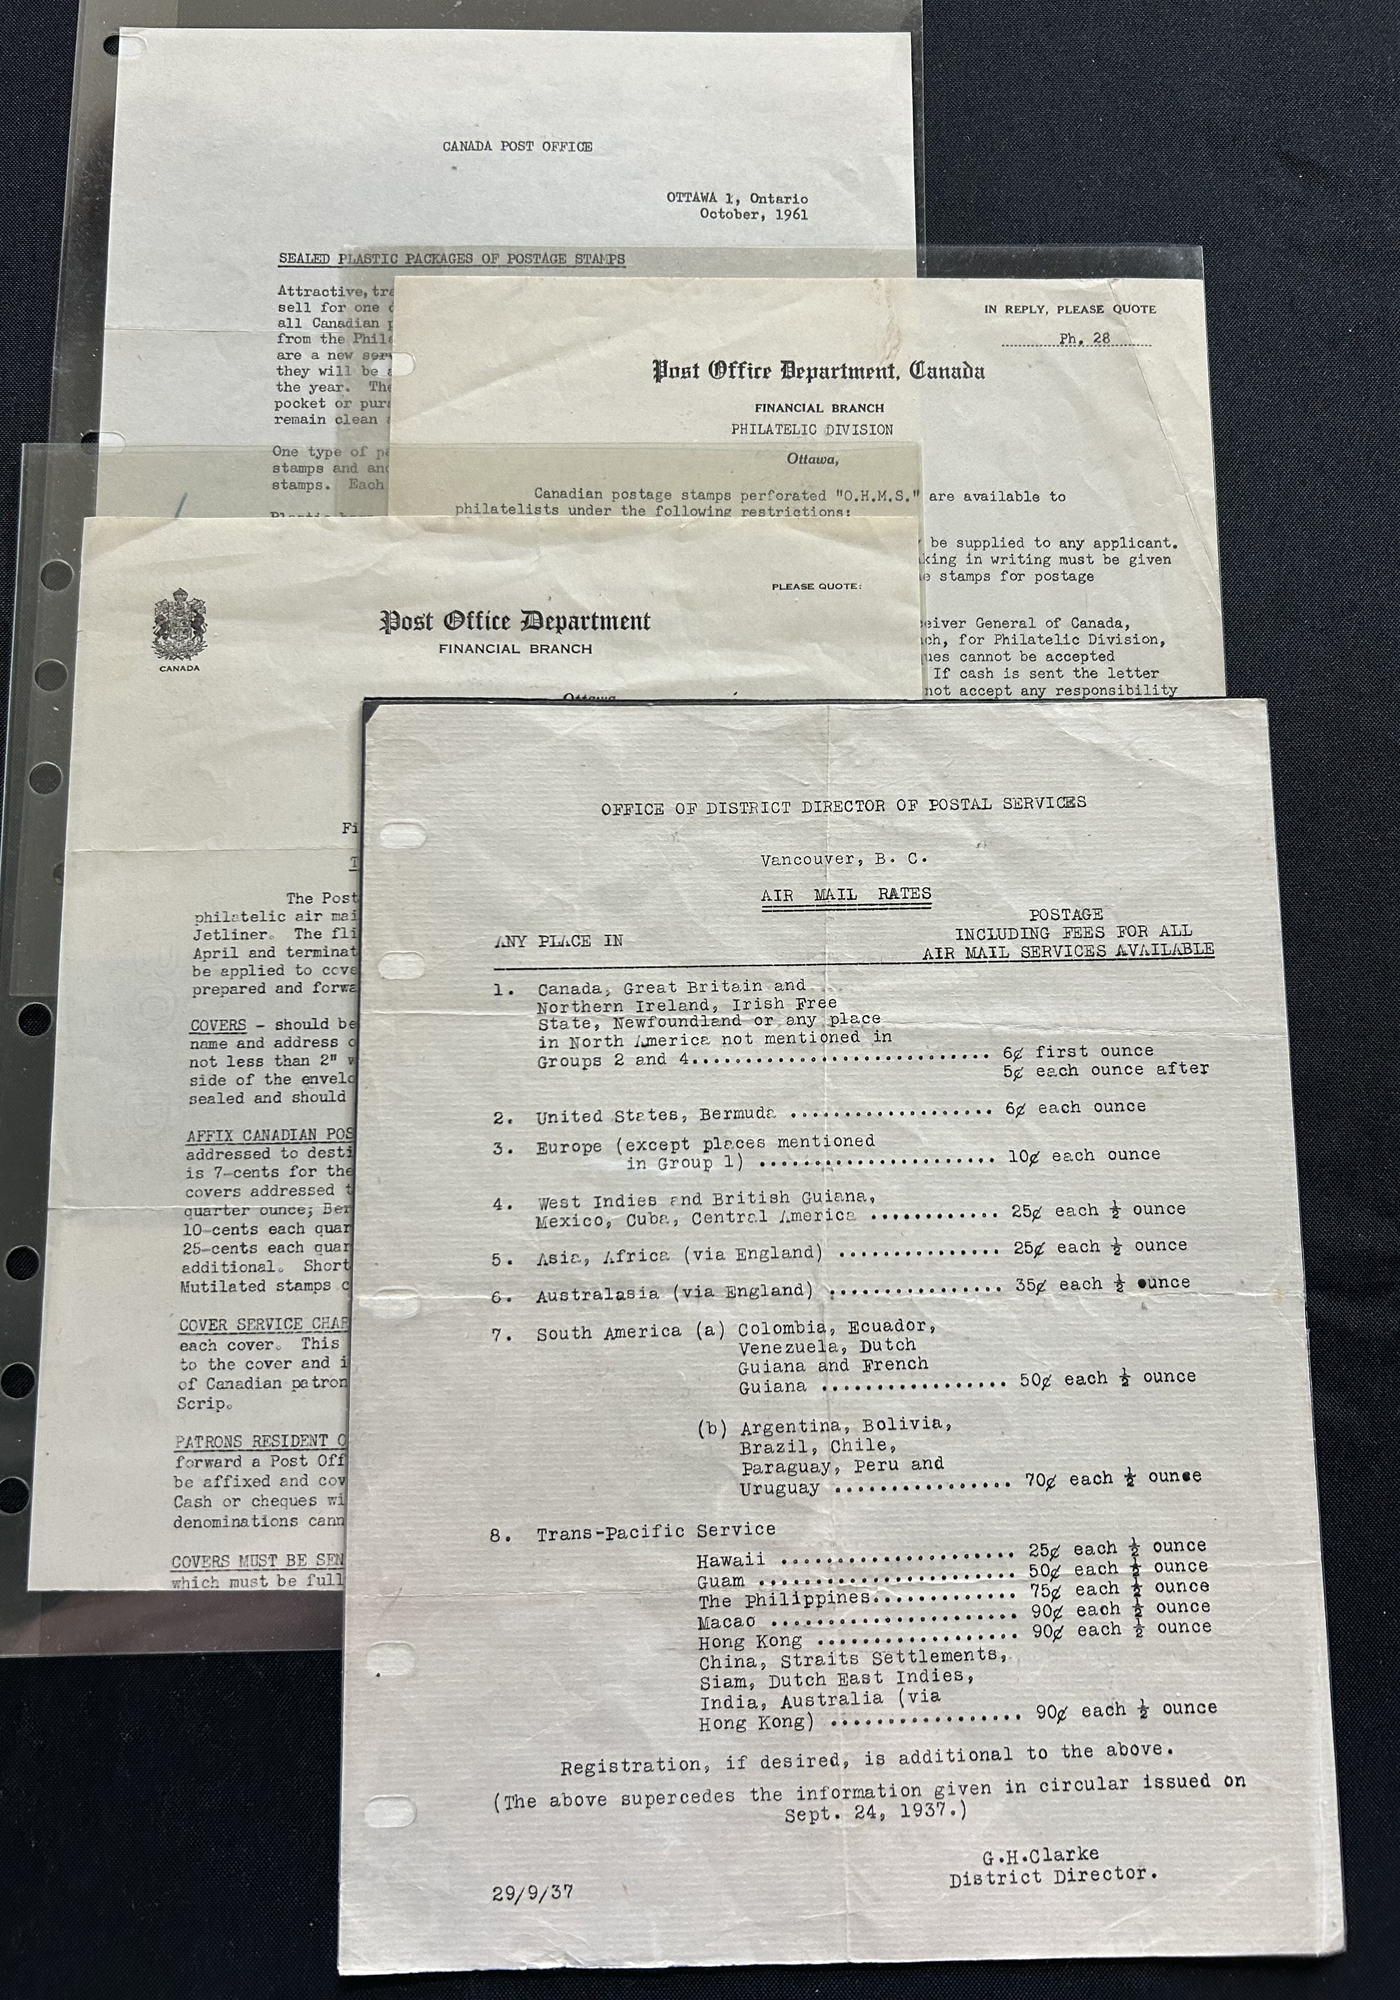 CANADA POST OFFICE
OTTAWA 1, Ontario
October, 1961
SEALED PLASTIC PACKAGES OF POSTAGE STAMPS
Attractive, tra
sell for one
all Canadian p
from the Phila
are a new serv
they will be a
the year. The
pocket or purs
remain clean
One type of pa
stamps and and
stamps. Each
IN REPLY, PLEASE QUOTE
Ph. 28
Post Office Department, Canada
FINANCIAL BRANCH
PHILATELIC DIVISION
Ottawa,
Canadian postage stamps perforated "O.H.M.S." are available to
philatelists under the following restrictions:
be supplied to any applicant.
king in writing must be given
e stamps for postage
eiver General of Canada,
ch, for Philatelic Division,
ues cannot be accepted
If cash is sent the letter
not accept any responsibility
PLEASE QUOTE:
CANADA
Post Office Department
FINANCIAL BRANCH
Ottawa
Fi
T
The Post
philatelic air mai
Jetliner. The fli
April and terminat
be applied to cove
prepared and forwa
COVERS - should be
name and address o
not less than 2" w
side of the envelo
sealed and should
AFFIX CANADIAN POS
addressed to desti
is 7-cents for the
covers addressed t
quarter ounce; Ber
10-cents each quar
25-cents each quar
additional. Short
Mutilated stamps c
COVER SERVICE CHAR
each cover. This
to the cover and i
of Canadian patron
Scrip.
PATRONS RESIDENT O
forward a Post Off
be affixed and cov
Cash or cheques wi
denominations cann
COVERS MUST BE SEN
which must be full
OFFICE OF DISTRICT DIRECTOR OF POSTAL SERVICES
Vancouver, B. C.
AIR MAIL RATES
POSTAGE
ANY PLACE IN INCLUDING FEES FOR ALL
AIR MAIL SERVICES AVAILABLE
1. Canada, Great Britain and
Northern Ireland, Irish Free
State, Newfoundland or any place
in North America not mentioned in
Groups 2 and 4.............................. 6¢ first ounce
5¢ each ounce after
2. United States, Bermuda ................... 6¢ each ounce
3. Europe (except places mentioned
in Group 1) ...................... 10¢ each ounce
4. West Indies and British Guiana,
Mexico, Cuba, Central America ............ 25¢ each ½ ounce
5. Asia, Africa (via England) ............... 25¢ each ½ ounce
6. Australasia (via England) ................ 35¢ each ½ ounce
7. South America (a) Colombia, Ecuador,
Venezuela, Dutch
Guiana and French
Guiana ................. 50¢ each ½ ounce
(b) Argentina, Bolivia,
Brazil, Chile,
Paraguay, Peru and
Uruguay ................ 70¢ each ½ ounce
8. Trans-Pacific Service
Hawaii ..................... 25¢ each ½ ounce
Guam ....................... 50¢ each ½ ounce
The Philippines............. 75¢ each ½ ounce
Macao ...................... 90¢ each ½ ounce
Hong Kong .................. 90¢ each ½ ounce
China, Straits Settlements,
Siam, Dutch East Indies,
India, Australia (via
Hong Kong) ................. 90¢ each ½ ounce
Registration, if desired, is additional to the above.
(The above supercedes the information given in circular issued on
Sept. 24, 1937.)
G.H.Clarke
District Director.
29/9/37